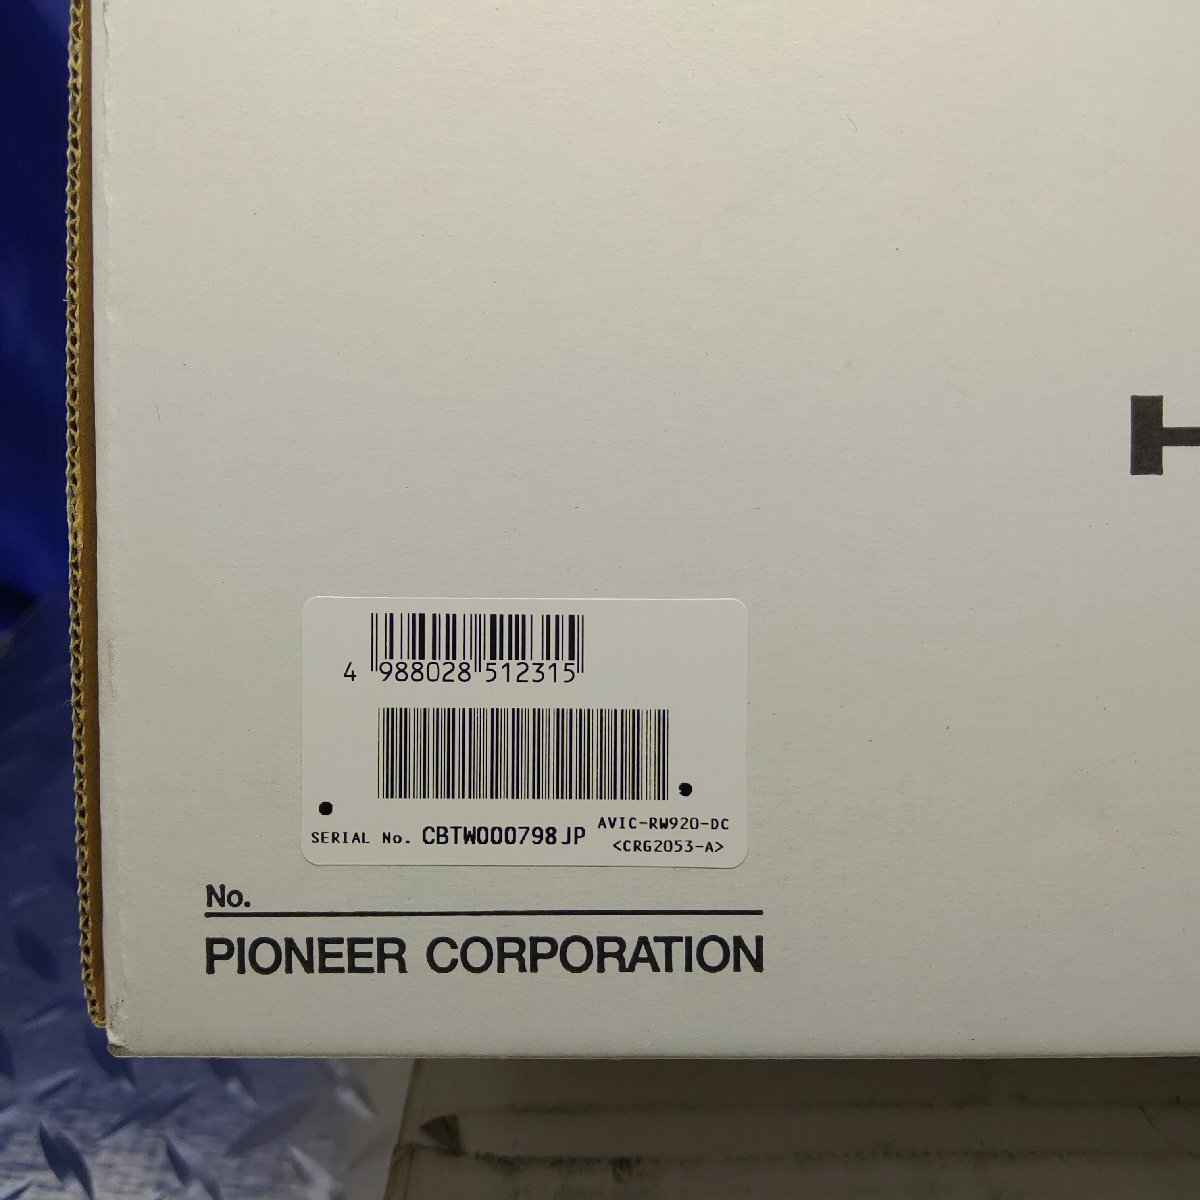 4 988028 512315
SERIAL No. CBTW000798JP
AVIC-RW920-DC
<CRG2053-A>
No.
PIONEER CORPORATION